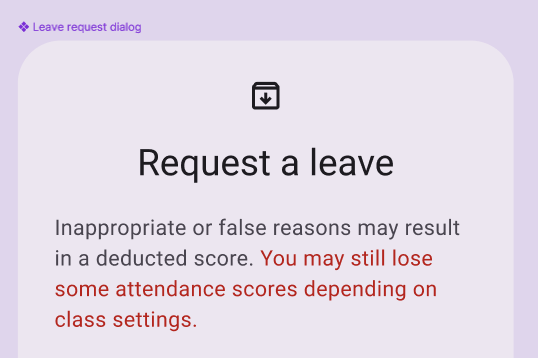 Leave request dialog
Request a leave
Inappropriate or false reasons may result
in a deducted score. You may still lose
some attendance scores depending on
class settings.